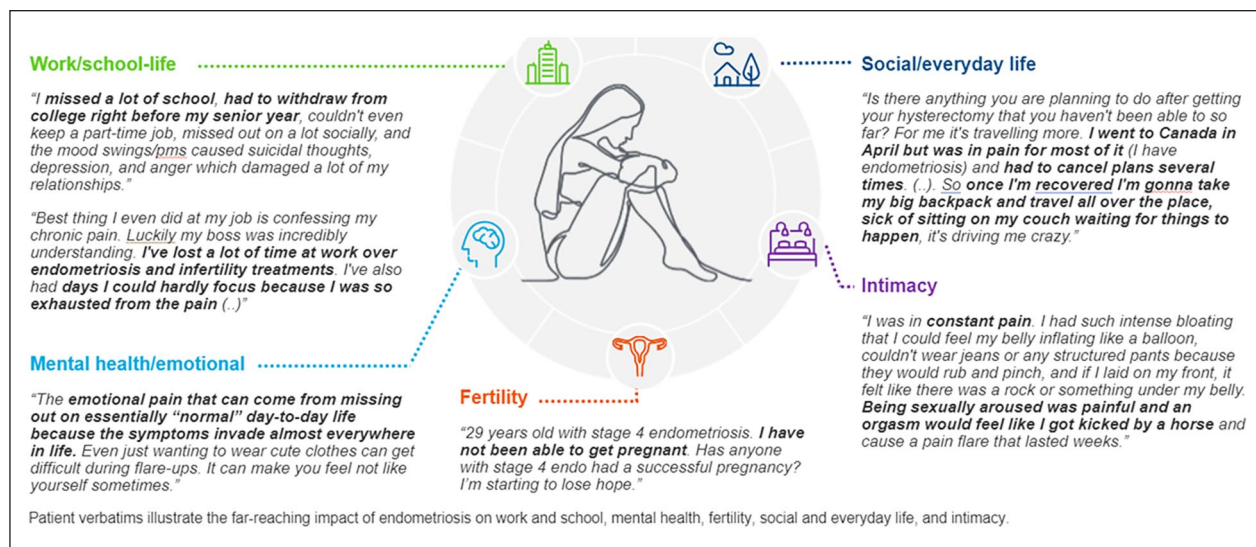 Work/school-life
“I missed a lot of school, had to withdraw from
college right before my senior year, couldn't even
keep a part-time job, missed out on a lot socially, and
the mood swings/pms caused suicidal thoughts,
depression, and anger which damaged a lot of my
relationships.”
“Best thing I even did at my job is confessing my
chronic pain. Luckily my boss was incredibly
understanding. I've lost a lot of time at work over
endometriosis and infertility treatments. I've also
had days I could hardly focus because I was so
exhausted from the pain (..)”
Mental health/emotional
“The emotional pain that can come from missing
out on essentially “normal” day-to-day life
because the symptoms invade almost everywhere
in life. Even just wanting to wear cute clothes can get
difficult during flare-ups. It can make you feel not like
yourself sometimes.”
Fertility
“29 years old with stage 4 endometriosis. I have
not been able to get pregnant. Has anyone
with stage 4 endo had a successful pregnancy?
I’m starting to lose hope.”
Social/everyday life
“Is there anything you are planning to do after getting
your hysterectomy that you haven't been able to so
far? For me it's travelling more. I went to Canada in
April but was in pain for most of it (I have
endometriosis) and had to cancel plans several
times. (..). So once I'm recovered I'm gonna take
my big backpack and travel all over the place,
sick of sitting on my couch waiting for things to
happen, it's driving me crazy.”
Intimacy
“I was in constant pain. I had such intense bloating
that I could feel my belly inflating like a balloon,
couldn't wear jeans or any structured pants because
they would rub and pinch, and if I laid on my front, it
felt like there was a rock or something under my belly.
Being sexually aroused was painful and an
orgasm would feel like I got kicked by a horse and
cause a pain flare that lasted weeks.”
Patient verbatims illustrate the far-reaching impact of endometriosis on work and school, mental health, fertility, social and everyday life, and intimacy.